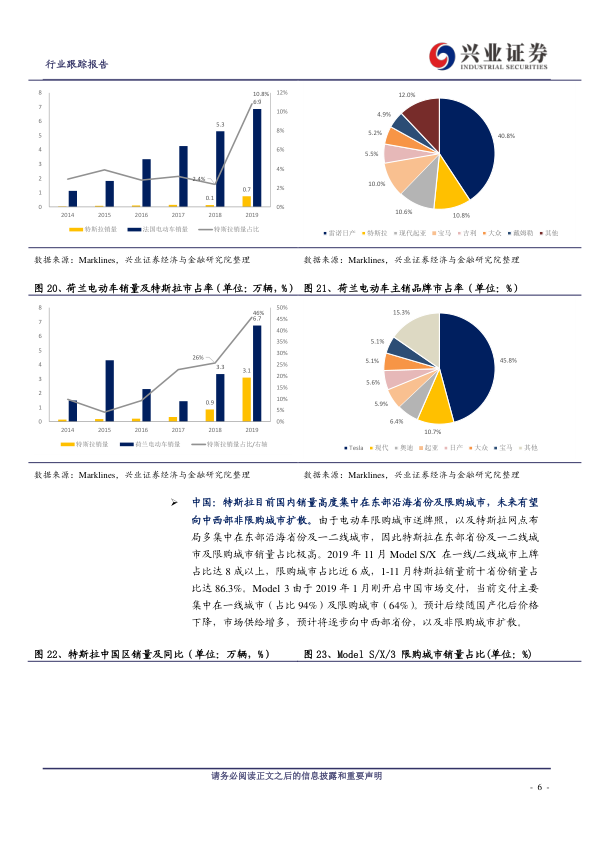 行业跟踪报告
兴业证券
INDUSTRIAL SECURITIES
8
7
6
5
4
3
2
1
0
12%
10%
8%
6%
4%
2%
0%
10.8%
6.9
5.3
2.4%
0.1
0.7
2014 2015 2016 2017 2018 2019
特斯拉销量 法国电动车销量 特斯拉销量占比
12.0%
4.9%
5.2%
5.5%
10.0%
10.6%
10.8%
40.8%
雷诺日产 特斯拉 现代起亚 宝马 吉利 大众 戴姆勒 其他
数据来源：Marklines，兴业证券经济与金融研究院整理
数据来源：Marklines，兴业证券经济与金融研究院整理
图 20、荷兰电动车销量及特斯拉市占率（单位：万辆，%）
图 21、荷兰电动车主销品牌市占率（单位：%）
8
7
6
5
4
3
2
1
0
50%
45%
40%
35%
30%
25%
20%
15%
10%
5%
0%
46%
6.7
26%
3.3
0.9
3.1
2014 2015 2016 2017 2018 2019
特斯拉销量 荷兰电动车销量 特斯拉销量占比/右轴
15.3%
5.1%
5.1%
5.6%
5.9%
6.4%
10.7%
45.8%
Tesla 现代 奥迪 起亚 日产 大众 宝马 其他
数据来源：Marklines，兴业证券经济与金融研究院整理
数据来源：Marklines，兴业证券经济与金融研究院整理
➢ 中国：特斯拉目前国内销量高度集中在东部沿海省份及限购城市，未来有望
向中西部非限购城市扩散。由于电动车限购城市送牌照，以及特斯拉网点布
局多集中在东部沿海省份及一二线城市，因此特斯拉在东部省份及一二线城
市及限购城市销量占比极高。2019 年 11 月 Model S/X 在一线/二线城市上牌
占比达 8 成以上，限购城市占比近 6 成，1-11 月特斯拉销量前十省份销量占
比达 86.3%。Model 3 由于 2019 年 1 月刚开启中国市场交付，当前交付主要
集中在一线城市（占比 94%）及限购城市（64%）。预计后续随国产化后价格
下降，市场供给增多，预计将逐步向中西部省份，以及非限购城市扩散。
图 22、特斯拉中国区销量及同比（单位：万辆，%）
图 23、Model S/X/3 限购城市销量占比(单位：%)
请务必阅读正文之后的信息披露和重要声明
- 6 -